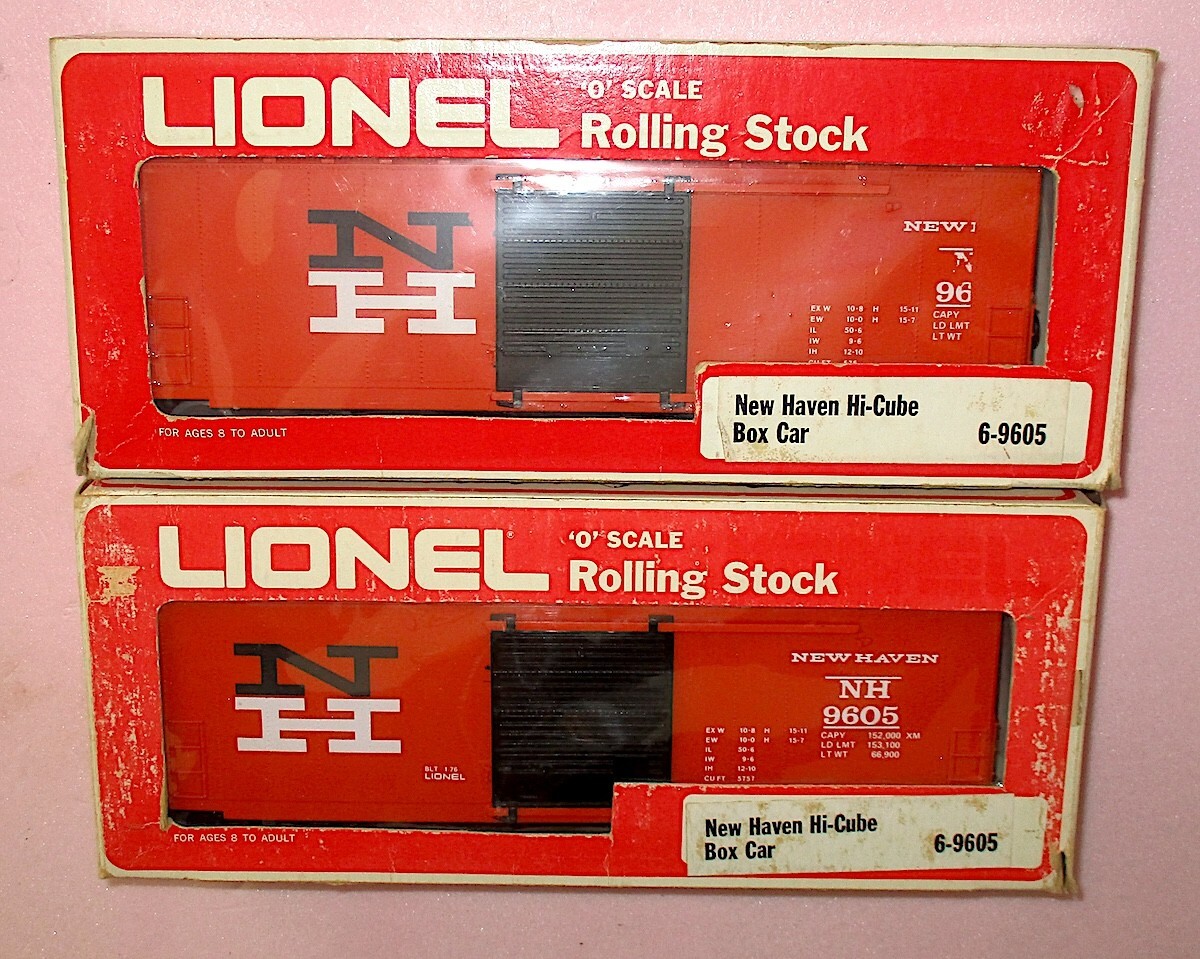 LIONEL
'O' SCALE
Rolling Stock
NH
NEW
96
EX W 10-8 H 15-11
EW 10-0 H 15-7
IL 50-6
IW 9-6
IH 12-10
CU FT
CAPY
LD LMT
LT WT
New Haven Hi-Cube
Box Car 6-9605
FOR AGES 8 TO ADULT
LIONEL®
'O' SCALE
Rolling Stock
NH
BLT 1 76
LIONEL
NEW HAVEN
NH
9605
CAPY 152,000 XM
LD LMT 153,100
LT WT 66,900
EX W 10-8 H 15-11
EW 10-0 H 15-7
IL 50-6
IW 9-6
IH 12-10
CU FT 5757
New Haven Hi-Cube
Box Car 6-9605
FOR AGES 8 TO ADULT